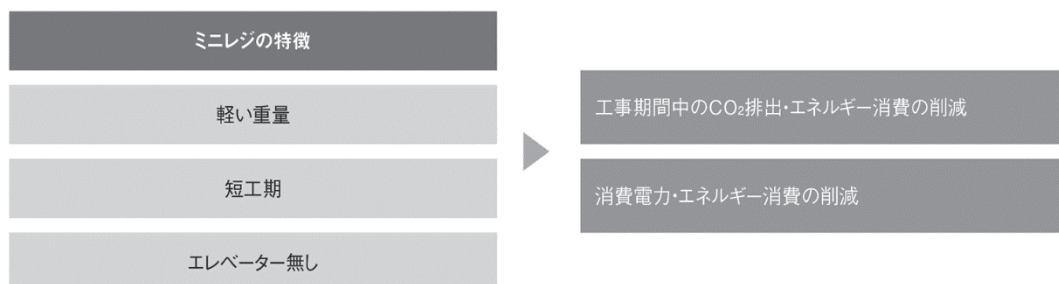 ミニレジの特徴
軽い重量
短工期
エレベーター無し
工事期間中のCO₂排出・エネルギー消費の削減
消費電力・エネルギー消費の削減